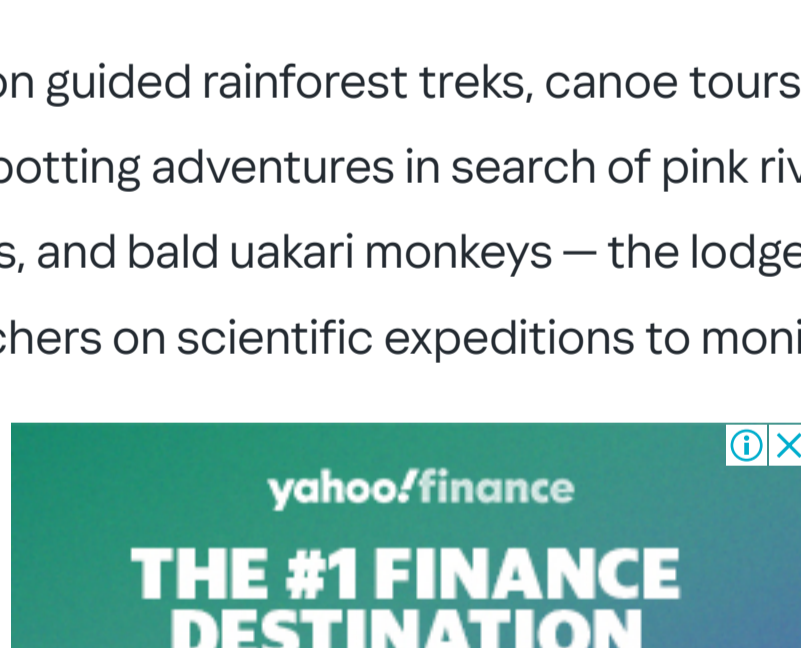 on guided rainforest treks, canoe tours
potting adventures in search of pink riv
s, and bald uakari monkeys — the lodge
chers on scientific expeditions to moni
yahoo!finance
THE #1 FINANCE
DESTINATION